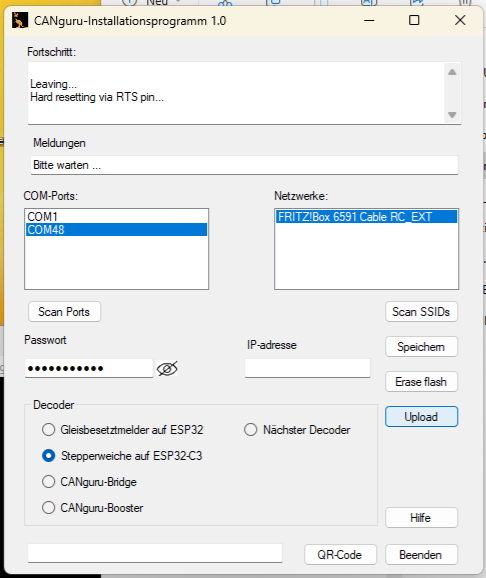 Neu
CANguru-Installationsprogramm 1.0
Fortschritt:
Leaving...
Hard resetting via RTS pin...
Meldungen
Bitte warten ...
COM-Ports:
Netzwerke:
COM1
COM48
FRITZ!Box 6591 Cable RC_EXT
Scan Ports
Scan SSIDs
Passwort
IP-adresse
Speichern
Erase flash
Upload
Decoder
Gleisbesetztmelder auf ESP32
Nächster Decoder
Stepperweiche auf ESP32-C3
CANguru-Bridge
CANguru-Booster
Hilfe
QR-Code
Beenden